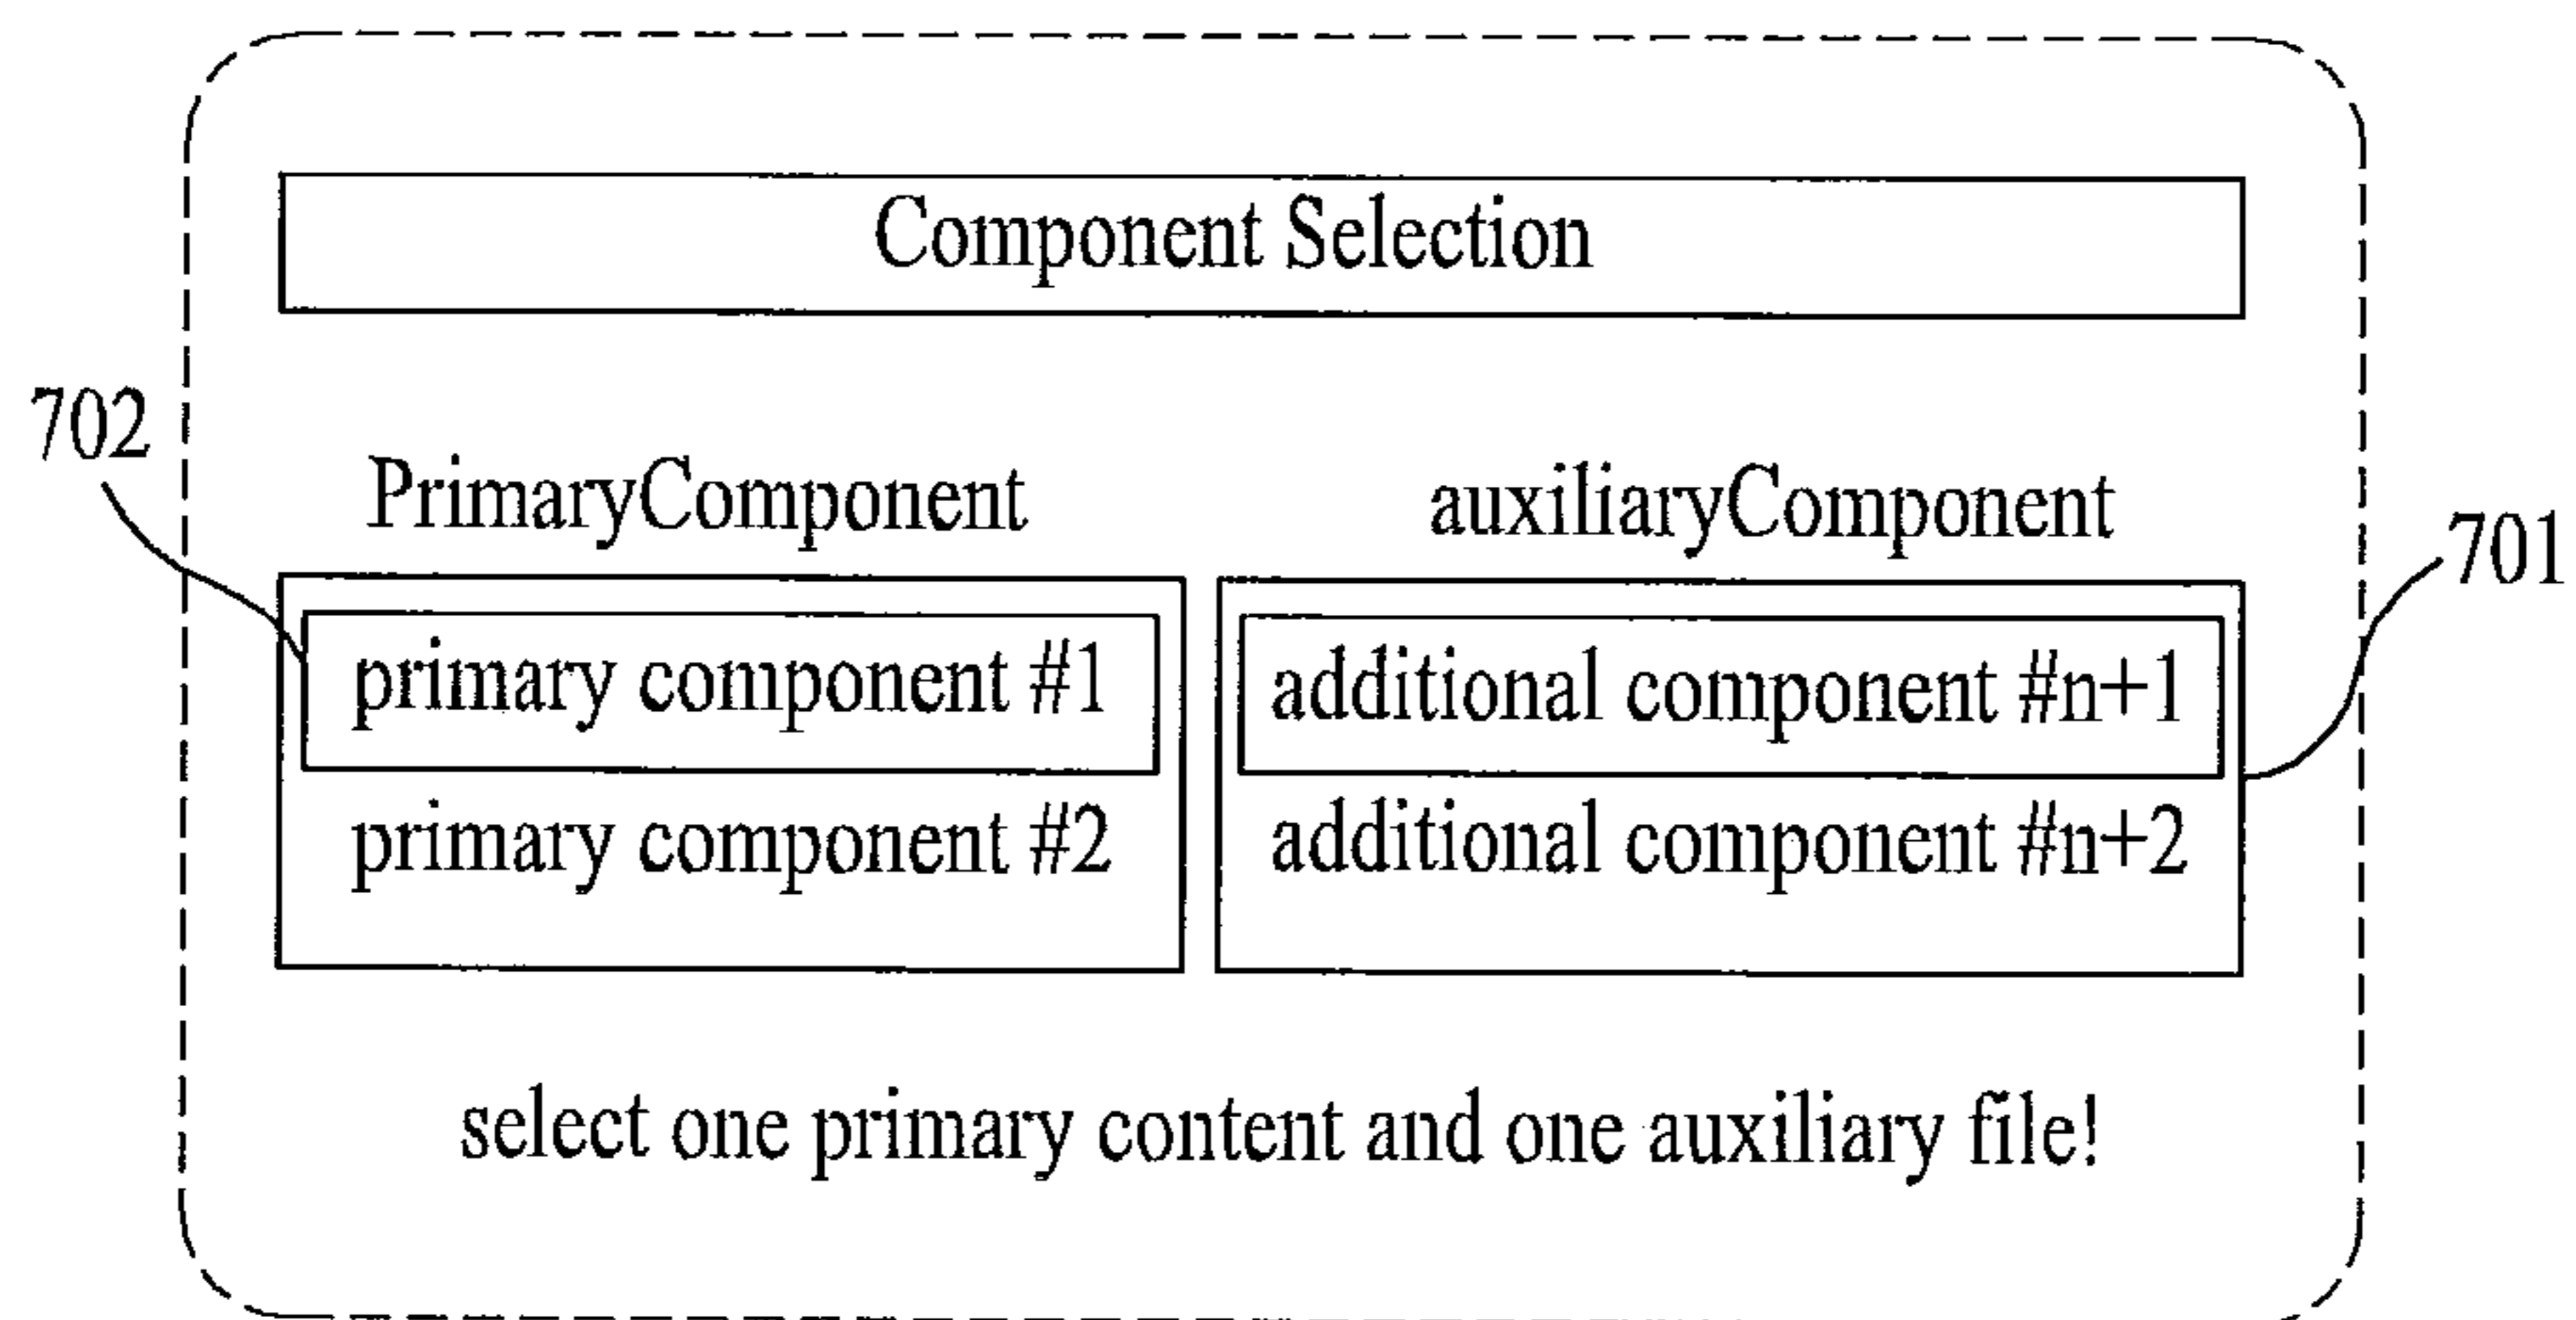 Component Selection
702
PrimaryComponent auxiliaryComponent
701
primary component #1 additional component #n+1
primary component #2 additional component #n+2
select one primary content and one auxiliary file!